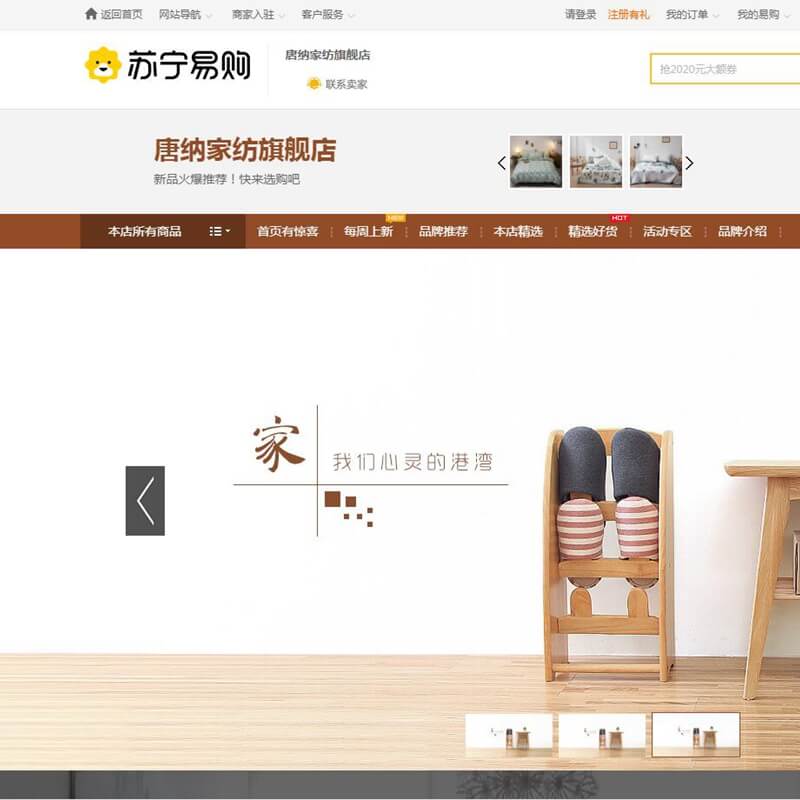 返回首页 网站导航 商家入驻 客户服务 请登录 注册有礼 我的订单 我的易购
苏宁易购
唐纳家纺旗舰店
联系卖家
抢2020元大额券
唐纳家纺旗舰店
新品火爆推荐！快来选购吧
NEW HOT
本店所有商品 首页有惊喜 每周上新 品牌推荐 本店精选 精选好货 活动专区 品牌介绍
家
我们心灵的港湾